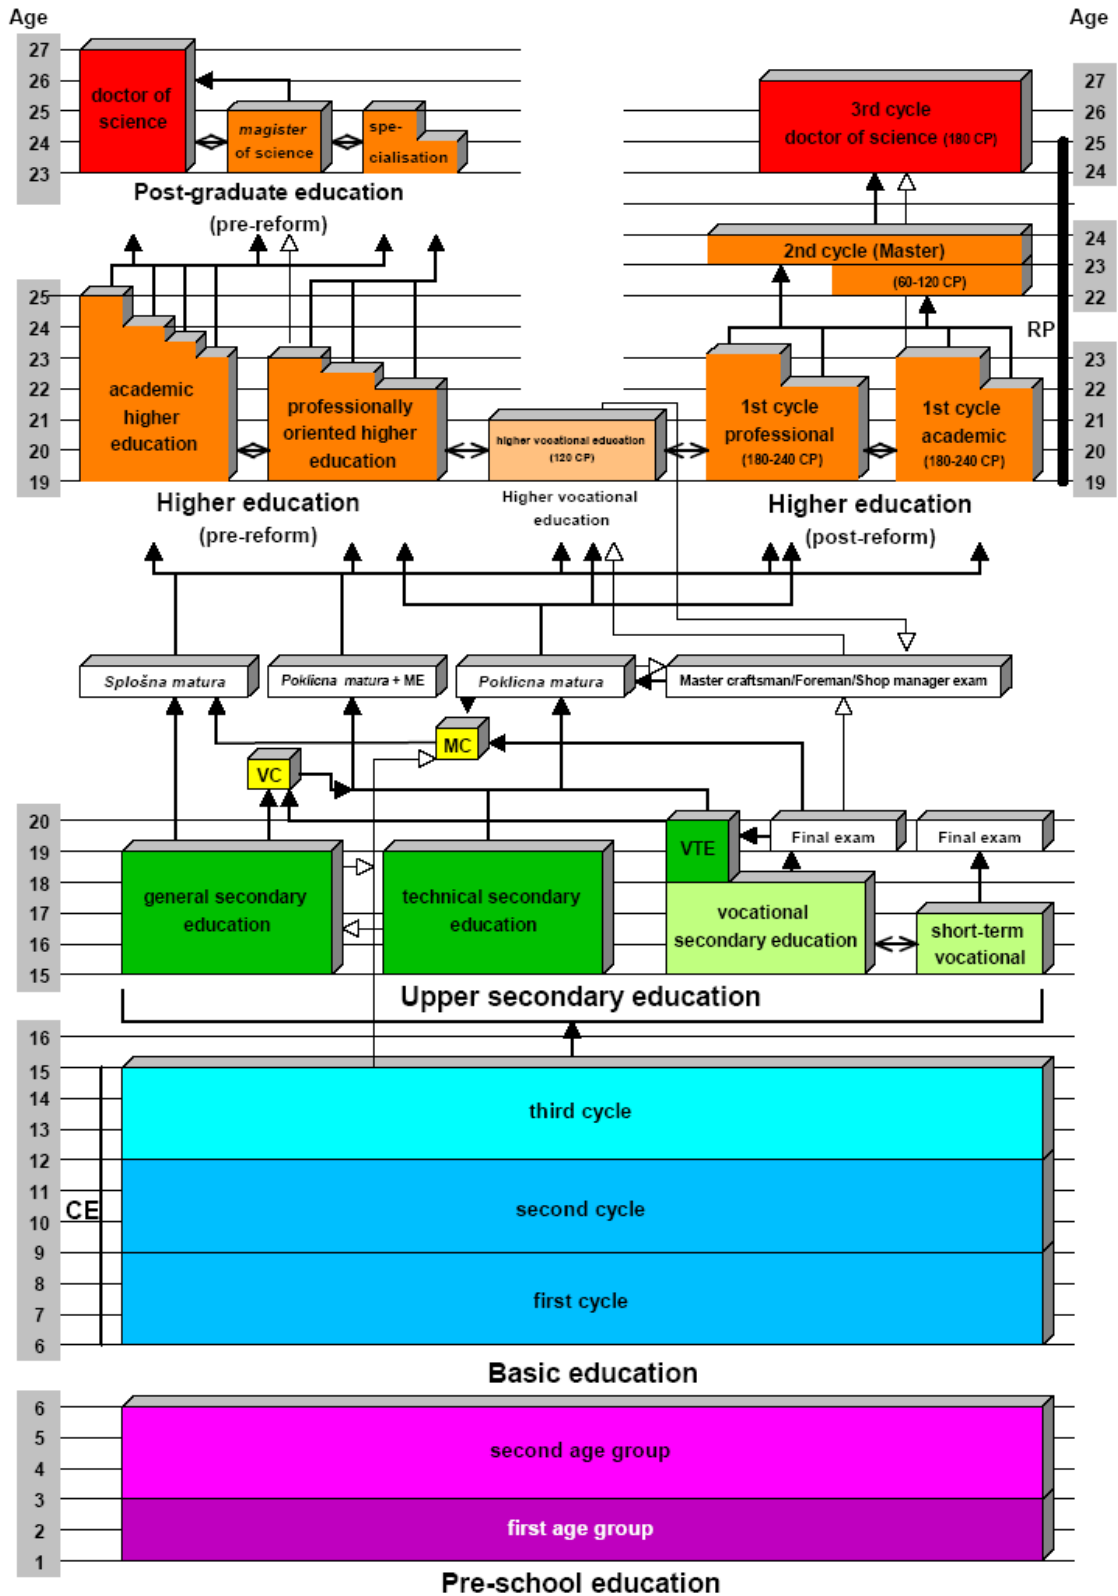 Age
Age
27
26
25
24
23
doctor of
science
magister
of science
spe-
cialisation
Post-graduate education
(pre-reform)
27
26
25
24
3rd cycle
doctor of science (180 CP)
24
23
22
2nd cycle (Master)
(60-120 CP)
RP
25
24
23
22
21
20
19
academic
higher
education
professionally
oriented higher
education
higher vocational education
(120 CP)
1st cycle
professional
(180-240 CP)
1st cycle
academic
(180-240 CP)
23
22
21
20
19
Higher education
(pre-reform)
Higher vocational
education
Higher education
(post-reform)
Splošna matura
Poklicna matura + ME
Poklicna matura
Master craftsman/Foreman/Shop manager exam
MC
VC
20
19
18
17
16
15
general secondary
education
technical secondary
education
VTE
Final exam
Final exam
vocational
secondary education
short-term
vocational
Upper secondary education
16
15
14
13
12
11
10
9
8
7
6
CE
third cycle
second cycle
first cycle
Basic education
6
5
4
3
2
1
second age group
first age group
Pre-school education